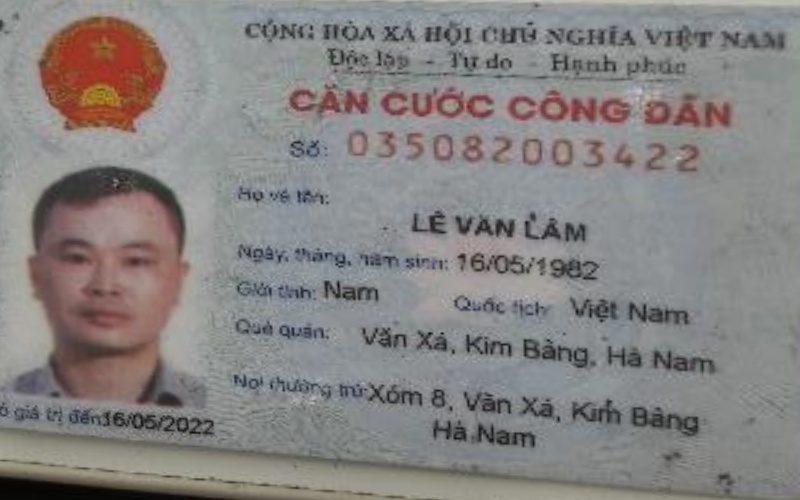 CỘNG HÒA XÃ HỘI CHỦ NGHĨA VIỆT NAM
Độc lập - Tự do - Hạnh phúc
CĂN CƯỚC CÔNG DÂN
Số: 035082003422
Họ và tên:
LÊ VĂN LÂM
Ngày, tháng, năm sinh: 16/05/1982
Giới tính: Nam Quốc tịch: Việt Nam
Quê quán: Văn Xá, Kim Bảng, Hà Nam
Nơi thường trú: Xóm 8, Văn Xá, Kim Bảng
Hà Nam
ó giá trị đến: 16/05/2022